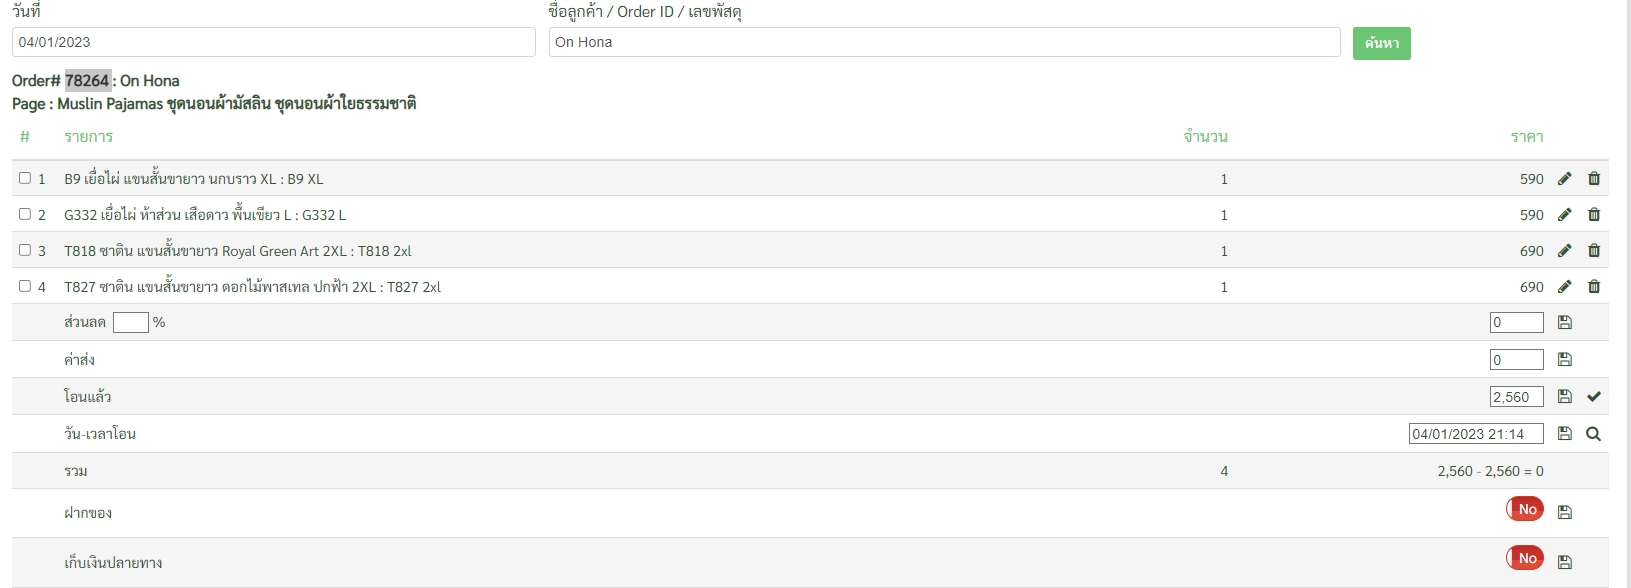 วันที่ ชื่อลูกค้า / Order ID / เลขพัสดุ
04/01/2023 On Hona ค้นหา
Order# 78264 : On Hona
Page : Muslin Pajamas ชุดนอนผ้ามัสลิน ชุดนอนผ้าใยธรรมชาติ
# รายการ จำนวน ราคา
1 B9 เยื่อไผ่ แขนสั้นขายาว นกบราว XL : B9 XL 1 590
2 G332 เยื่อไผ่ ห้าส่วน เสือดาว พื้นเขียว L : G332 L 1 590
3 T818 ซาติน แขนสั้นขายาว Royal Green Art 2XL : T818 2xl 1 690
4 T827 ซาติน แขนสั้นขายาว ดอกไม้พาสเทล ปกฟ้า 2XL : T827 2xl 1 690
ส่วนลด % 0
ค่าส่ง 0
โอนแล้ว 2,560
วัน-เวลาโอน 04/01/2023 21:14
รวม 4 2,560 - 2,560 = 0
ฝากของ No
เก็บเงินปลายทาง No